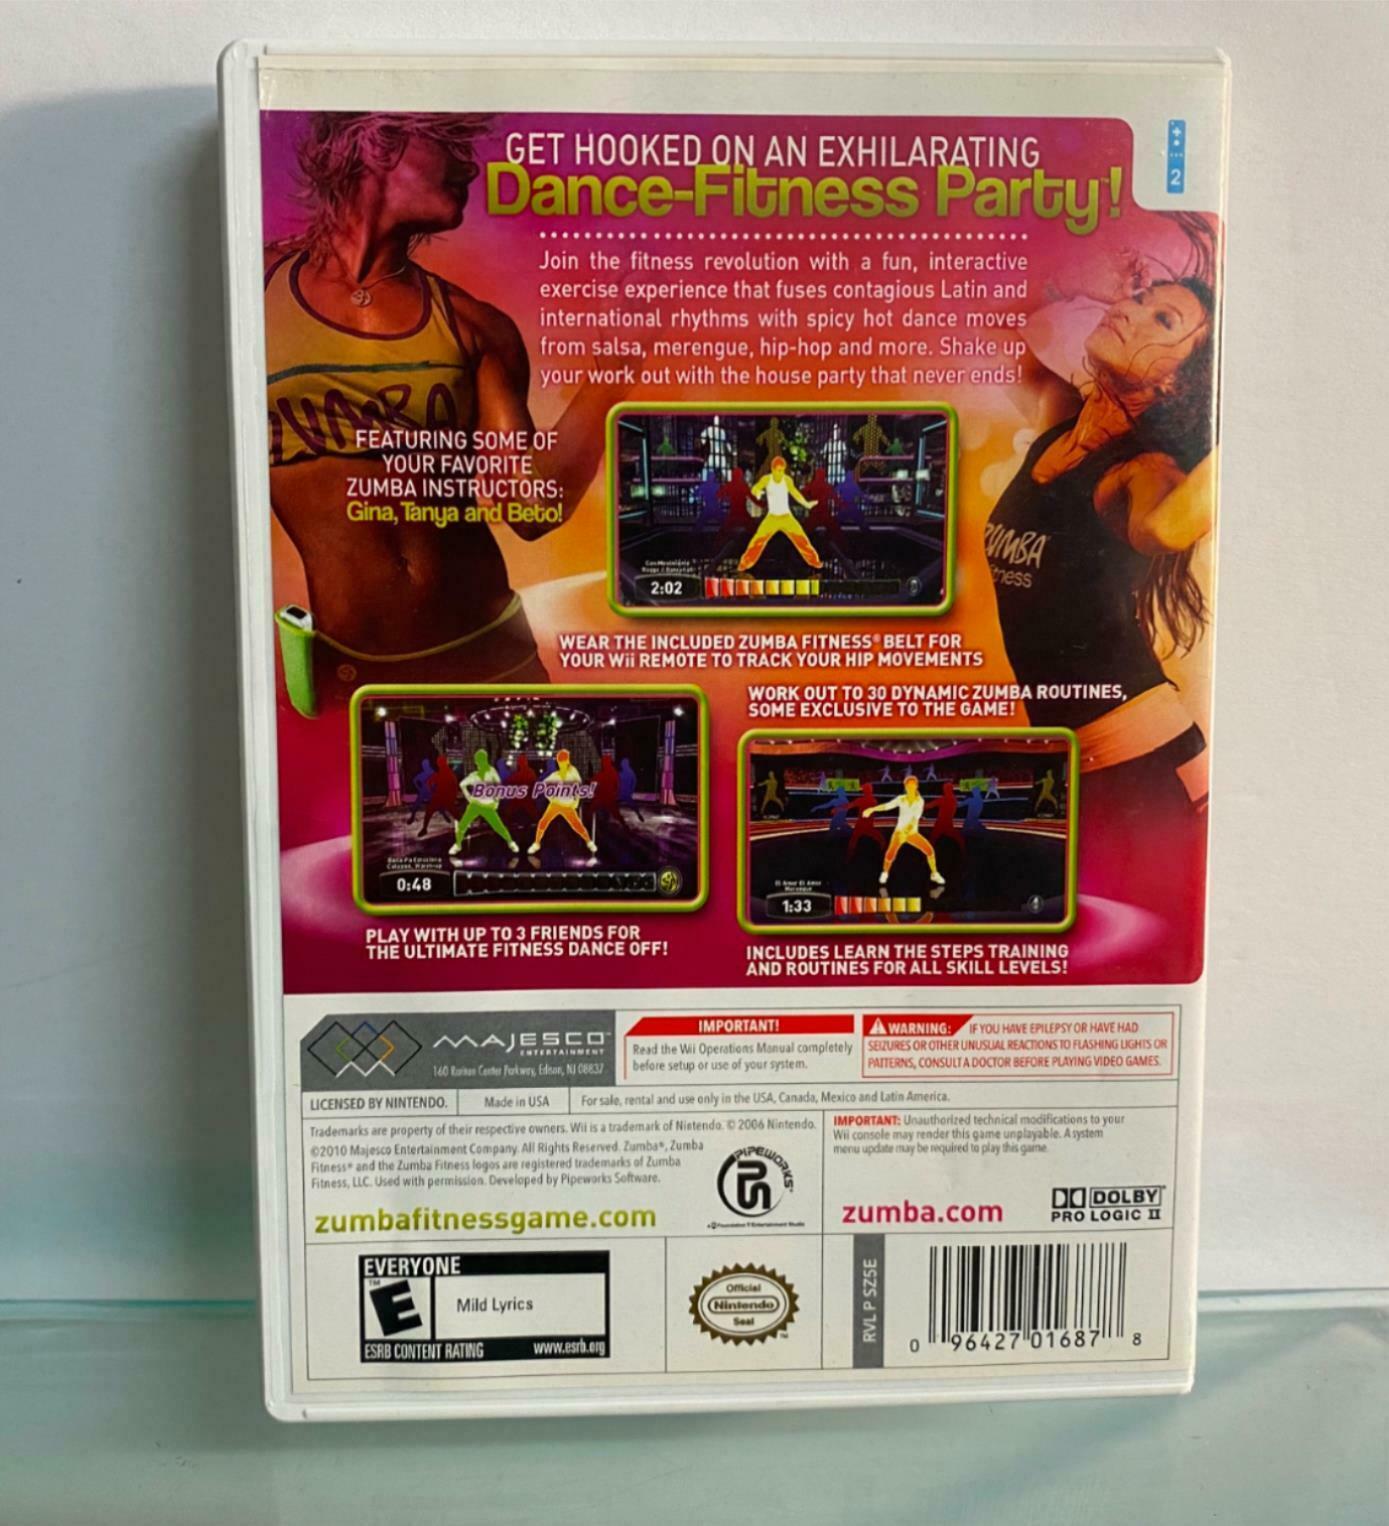 GET HOOKED ON AN EXHILARATING
Dance-Fitness Party™!
2
Join the fitness revolution with a fun, interactive
exercise experience that fuses contagious Latin and
international rhythms with spicy hot dance moves
from salsa, merengue, hip-hop and more. Shake up
your work out with the house party that never ends!
ZUMBA
FEATURING SOME OF
YOUR FAVORITE
ZUMBA INSTRUCTORS:
Gina, Tanya and Beto!
ZUMBA
fitness
2:02
WEAR THE INCLUDED ZUMBA FITNESS® BELT FOR
YOUR Wii REMOTE TO TRACK YOUR HIP MOVEMENTS
WORK OUT TO 30 DYNAMIC ZUMBA ROUTINES,
SOME EXCLUSIVE TO THE GAME!
Bonus Points!
0:48
El Amor El Amor
Merengue
1:33
PLAY WITH UP TO 3 FRIENDS FOR
THE ULTIMATE FITNESS DANCE OFF!
INCLUDES LEARN THE STEPS TRAINING
AND ROUTINES FOR ALL SKILL LEVELS!
MAJESCO™
ENTERTAINMENT
160 Raritan Center Parkway, Edison, NJ 08837
IMPORTANT!
Read the Wii Operations Manual completely
before setup or use of your system.
WARNING: IF YOU HAVE EPILEPSY OR HAVE HAD
SEIZURES OR OTHER UNUSUAL REACTIONS TO FLASHING LIGHTS OR
PATTERNS, CONSULT A DOCTOR BEFORE PLAYING VIDEO GAMES.
LICENSED BY NINTENDO. Made in USA For sale, rental and use only in the USA, Canada, Mexico and Latin America.
Trademarks are property of their respective owners. Wii is a trademark of Nintendo. © 2006 Nintendo.
©2010 Majesco Entertainment Company. All Rights Reserved. Zumba®, Zumba
Fitness® and the Zumba Fitness logos are registered trademarks of Zumba
Fitness, LLC. Used with permission. Developed by Pipeworks Software.
PIPEWORKS
IMPORTANT: Unauthorized technical modifications to your
Wii console may render this game unplayable. A system
menu update may be required to play this game.
zumbafitnessgame.com
zumba.com
DOLBY
PRO LOGIC II
EVERYONE
E™
Mild Lyrics
ESRB CONTENT RATING www.esrb.org
Official
Nintendo
Seal™
RVL P SZ5E
0 96427 01687 8